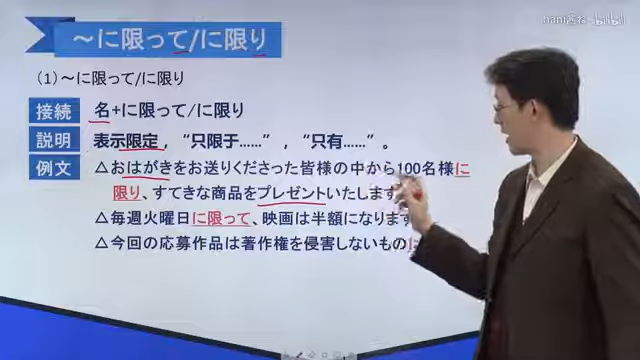 hani酱
bilibili
～に限って/に限り
（1）～に限って/に限り
接続 名+に限って/に限り
説明 表示限定，“只限于……”，“只有……”。
例文 △おはがきをお送りくださった皆様の中から100名様に
限り、すてきな商品をプレゼントいたします
△毎週火曜日に限って、映画は半額になります
△今回の応募作品は著作権を侵害しないもの